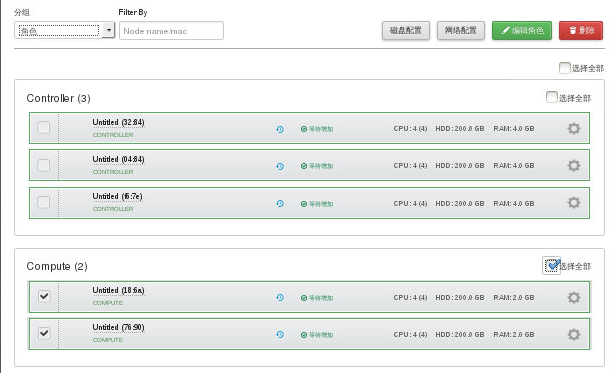 分组 Filter By
角色 Node name/mac 磁盘配置 网络配置 编辑角色 删除
选择全部
Controller (3) 选择全部
Untitled (32:84)
CONTROLLER 等待增加 CPU: 4 (4) HDD: 200.0 GB RAM: 4.0 GB
Untitled (04:84)
CONTROLLER 等待增加 CPU: 4 (4) HDD: 200.0 GB RAM: 4.0 GB
Untitled (f6:7e)
CONTROLLER 等待增加 CPU: 4 (4) HDD: 200.0 GB RAM: 4.0 GB
Compute (2) 选择全部
Untitled (18:6a)
COMPUTE 等待增加 CPU: 4 (4) HDD: 200.0 GB RAM: 2.0 GB
Untitled (76:90)
COMPUTE 等待增加 CPU: 4 (4) HDD: 200.0 GB RAM: 2.0 GB